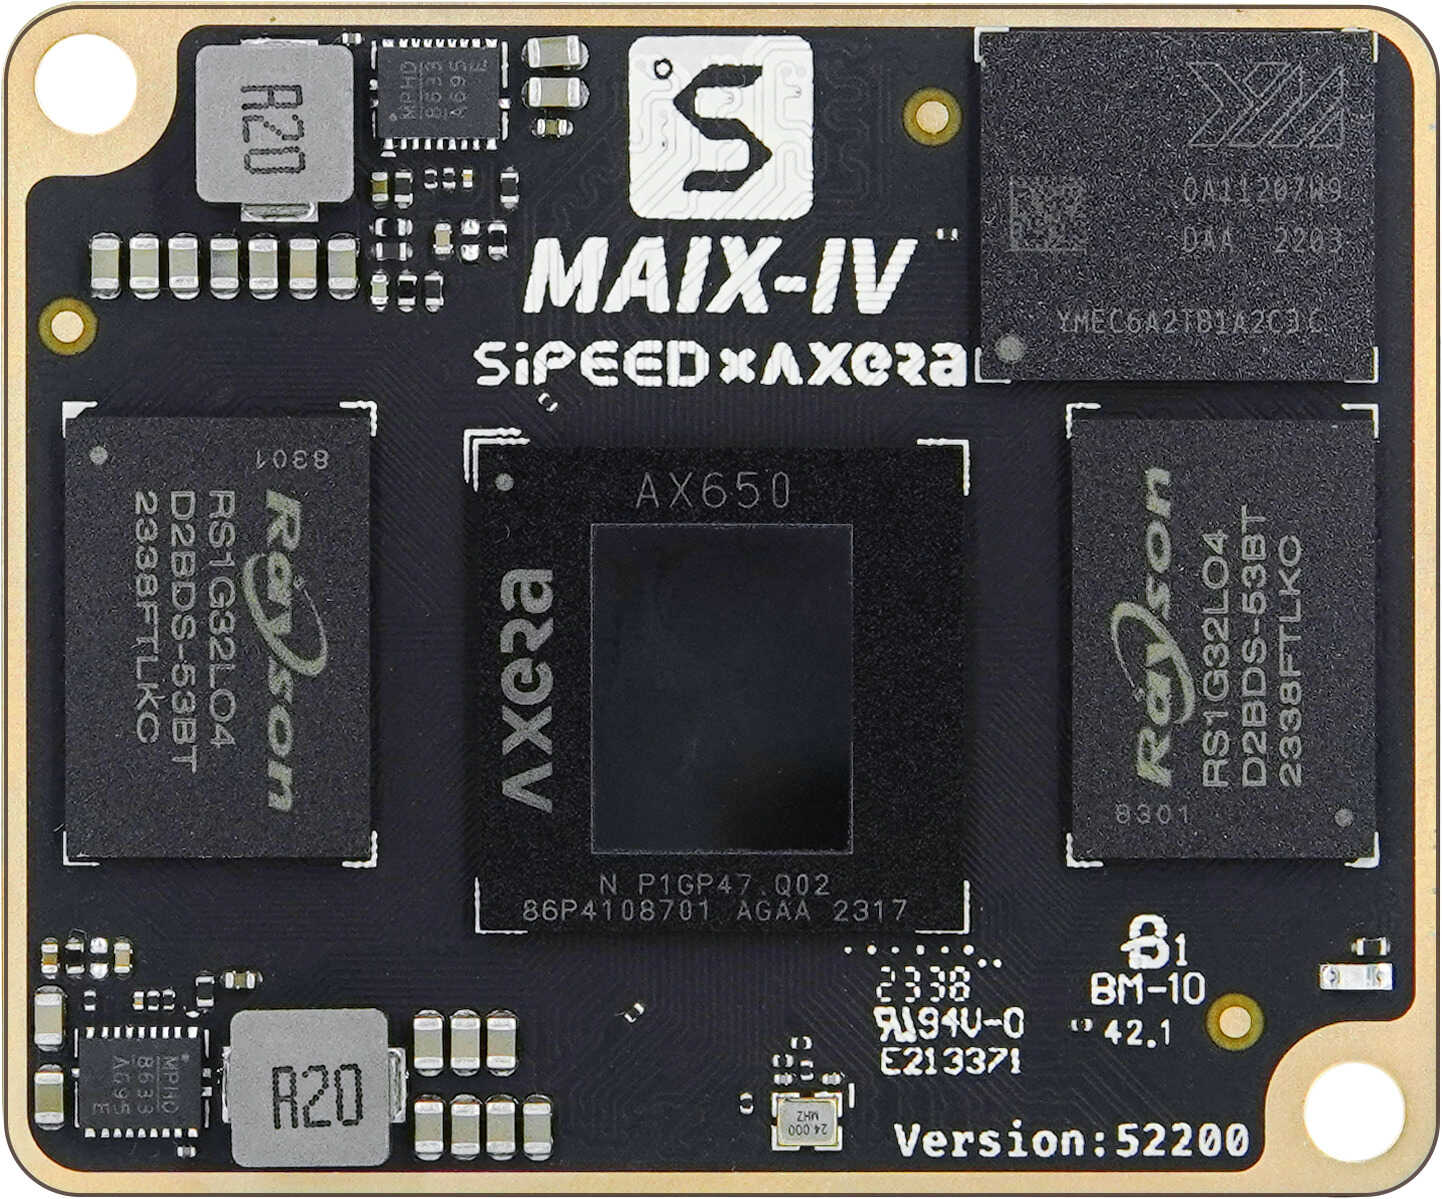 R20
MPHD
8633
A695
E
S
MAIX-IV
SiPEED×AXERA
YM
0A11207W9
DAA 2203
YMEC6A2TB1A2C3C
8301
Rayson
RS1G32LO4
D2BDS-53BT
2338FTLKC
AX650
AXERA
N P1GP47.Q02
86P4108701 AGAA 2317
Rayson
RS1G32LO4
D2BDS-53BT
2338FTLKC
8301
MPHD
8633
A695
E
R20
24.000
MHZ
2338
94V-0
E213371
B1
BM-10
42.1
Version:52200